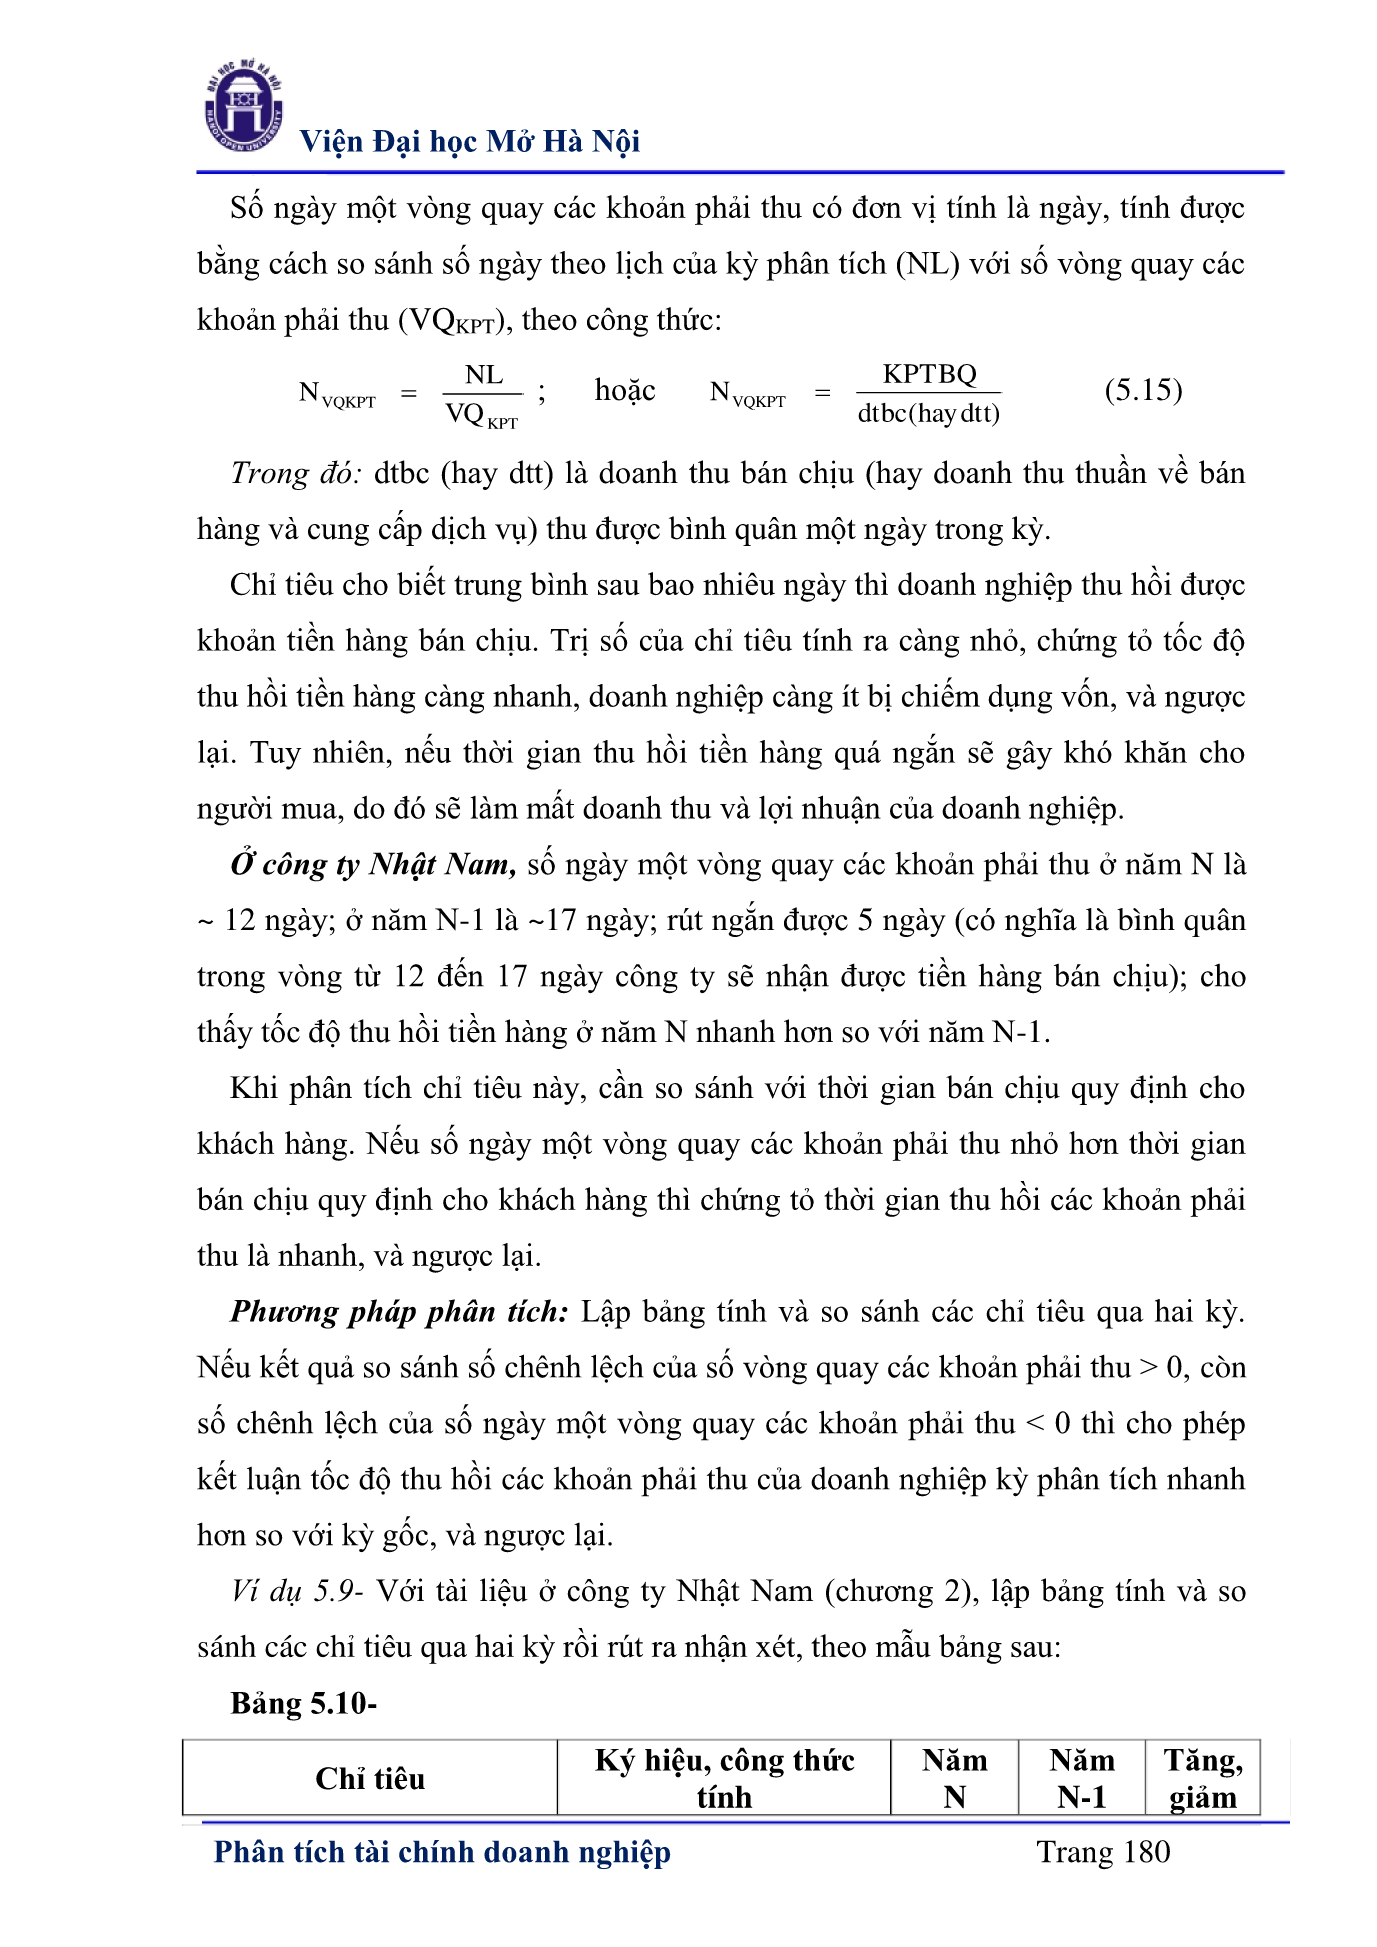 ĐẠI HỌC MỞ HÀ NỘI
HANOI OPEN UNIVERSITY
Viện Đại học Mở Hà Nội
Số ngày một vòng quay các khoản phải thu có đơn vị tính là ngày, tính được
bằng cách so sánh số ngày theo lịch của kỳ phân tích (NL) với số vòng quay các
khoản phải thu (VQKPT), theo công thức:
N VQKPT = NL / VQ KPT ; hoặc N VQKPT = KPTBQ / dtbc(hay dtt) (5.15)
Trong đó: dtbc (hay dtt) là doanh thu bán chịu (hay doanh thu thuần về bán
hàng và cung cấp dịch vụ) thu được bình quân một ngày trong kỳ.
Chỉ tiêu cho biết trung bình sau bao nhiêu ngày thì doanh nghiệp thu hồi được
khoản tiền hàng bán chịu. Trị số của chỉ tiêu tính ra càng nhỏ, chứng tỏ tốc độ
thu hồi tiền hàng càng nhanh, doanh nghiệp càng ít bị chiếm dụng vốn, và ngược
lại. Tuy nhiên, nếu thời gian thu hồi tiền hàng quá ngắn sẽ gây khó khăn cho
người mua, do đó sẽ làm mất doanh thu và lợi nhuận của doanh nghiệp.
Ở công ty Nhật Nam, số ngày một vòng quay các khoản phải thu ở năm N là
~ 12 ngày; ở năm N-1 là ~17 ngày; rút ngắn được 5 ngày (có nghĩa là bình quân
trong vòng từ 12 đến 17 ngày công ty sẽ nhận được tiền hàng bán chịu); cho
thấy tốc độ thu hồi tiền hàng ở năm N nhanh hơn so với năm N-1.
Khi phân tích chỉ tiêu này, cần so sánh với thời gian bán chịu quy định cho
khách hàng. Nếu số ngày một vòng quay các khoản phải thu nhỏ hơn thời gian
bán chịu quy định cho khách hàng thì chứng tỏ thời gian thu hồi các khoản phải
thu là nhanh, và ngược lại.
Phương pháp phân tích: Lập bảng tính và so sánh các chỉ tiêu qua hai kỳ.
Nếu kết quả so sánh số chênh lệch của số vòng quay các khoản phải thu > 0, còn
số chênh lệch của số ngày một vòng quay các khoản phải thu < 0 thì cho phép
kết luận tốc độ thu hồi các khoản phải thu của doanh nghiệp kỳ phân tích nhanh
hơn so với kỳ gốc, và ngược lại.
Ví dụ 5.9- Với tài liệu ở công ty Nhật Nam (chương 2), lập bảng tính và so
sánh các chỉ tiêu qua hai kỳ rồi rút ra nhận xét, theo mẫu bảng sau:
Bảng 5.10-
Chỉ tiêu
Ký hiệu, công thức
tính
Năm
N
Năm
N-1
Tăng,
giảm
Phân tích tài chính doanh nghiệp Trang 180